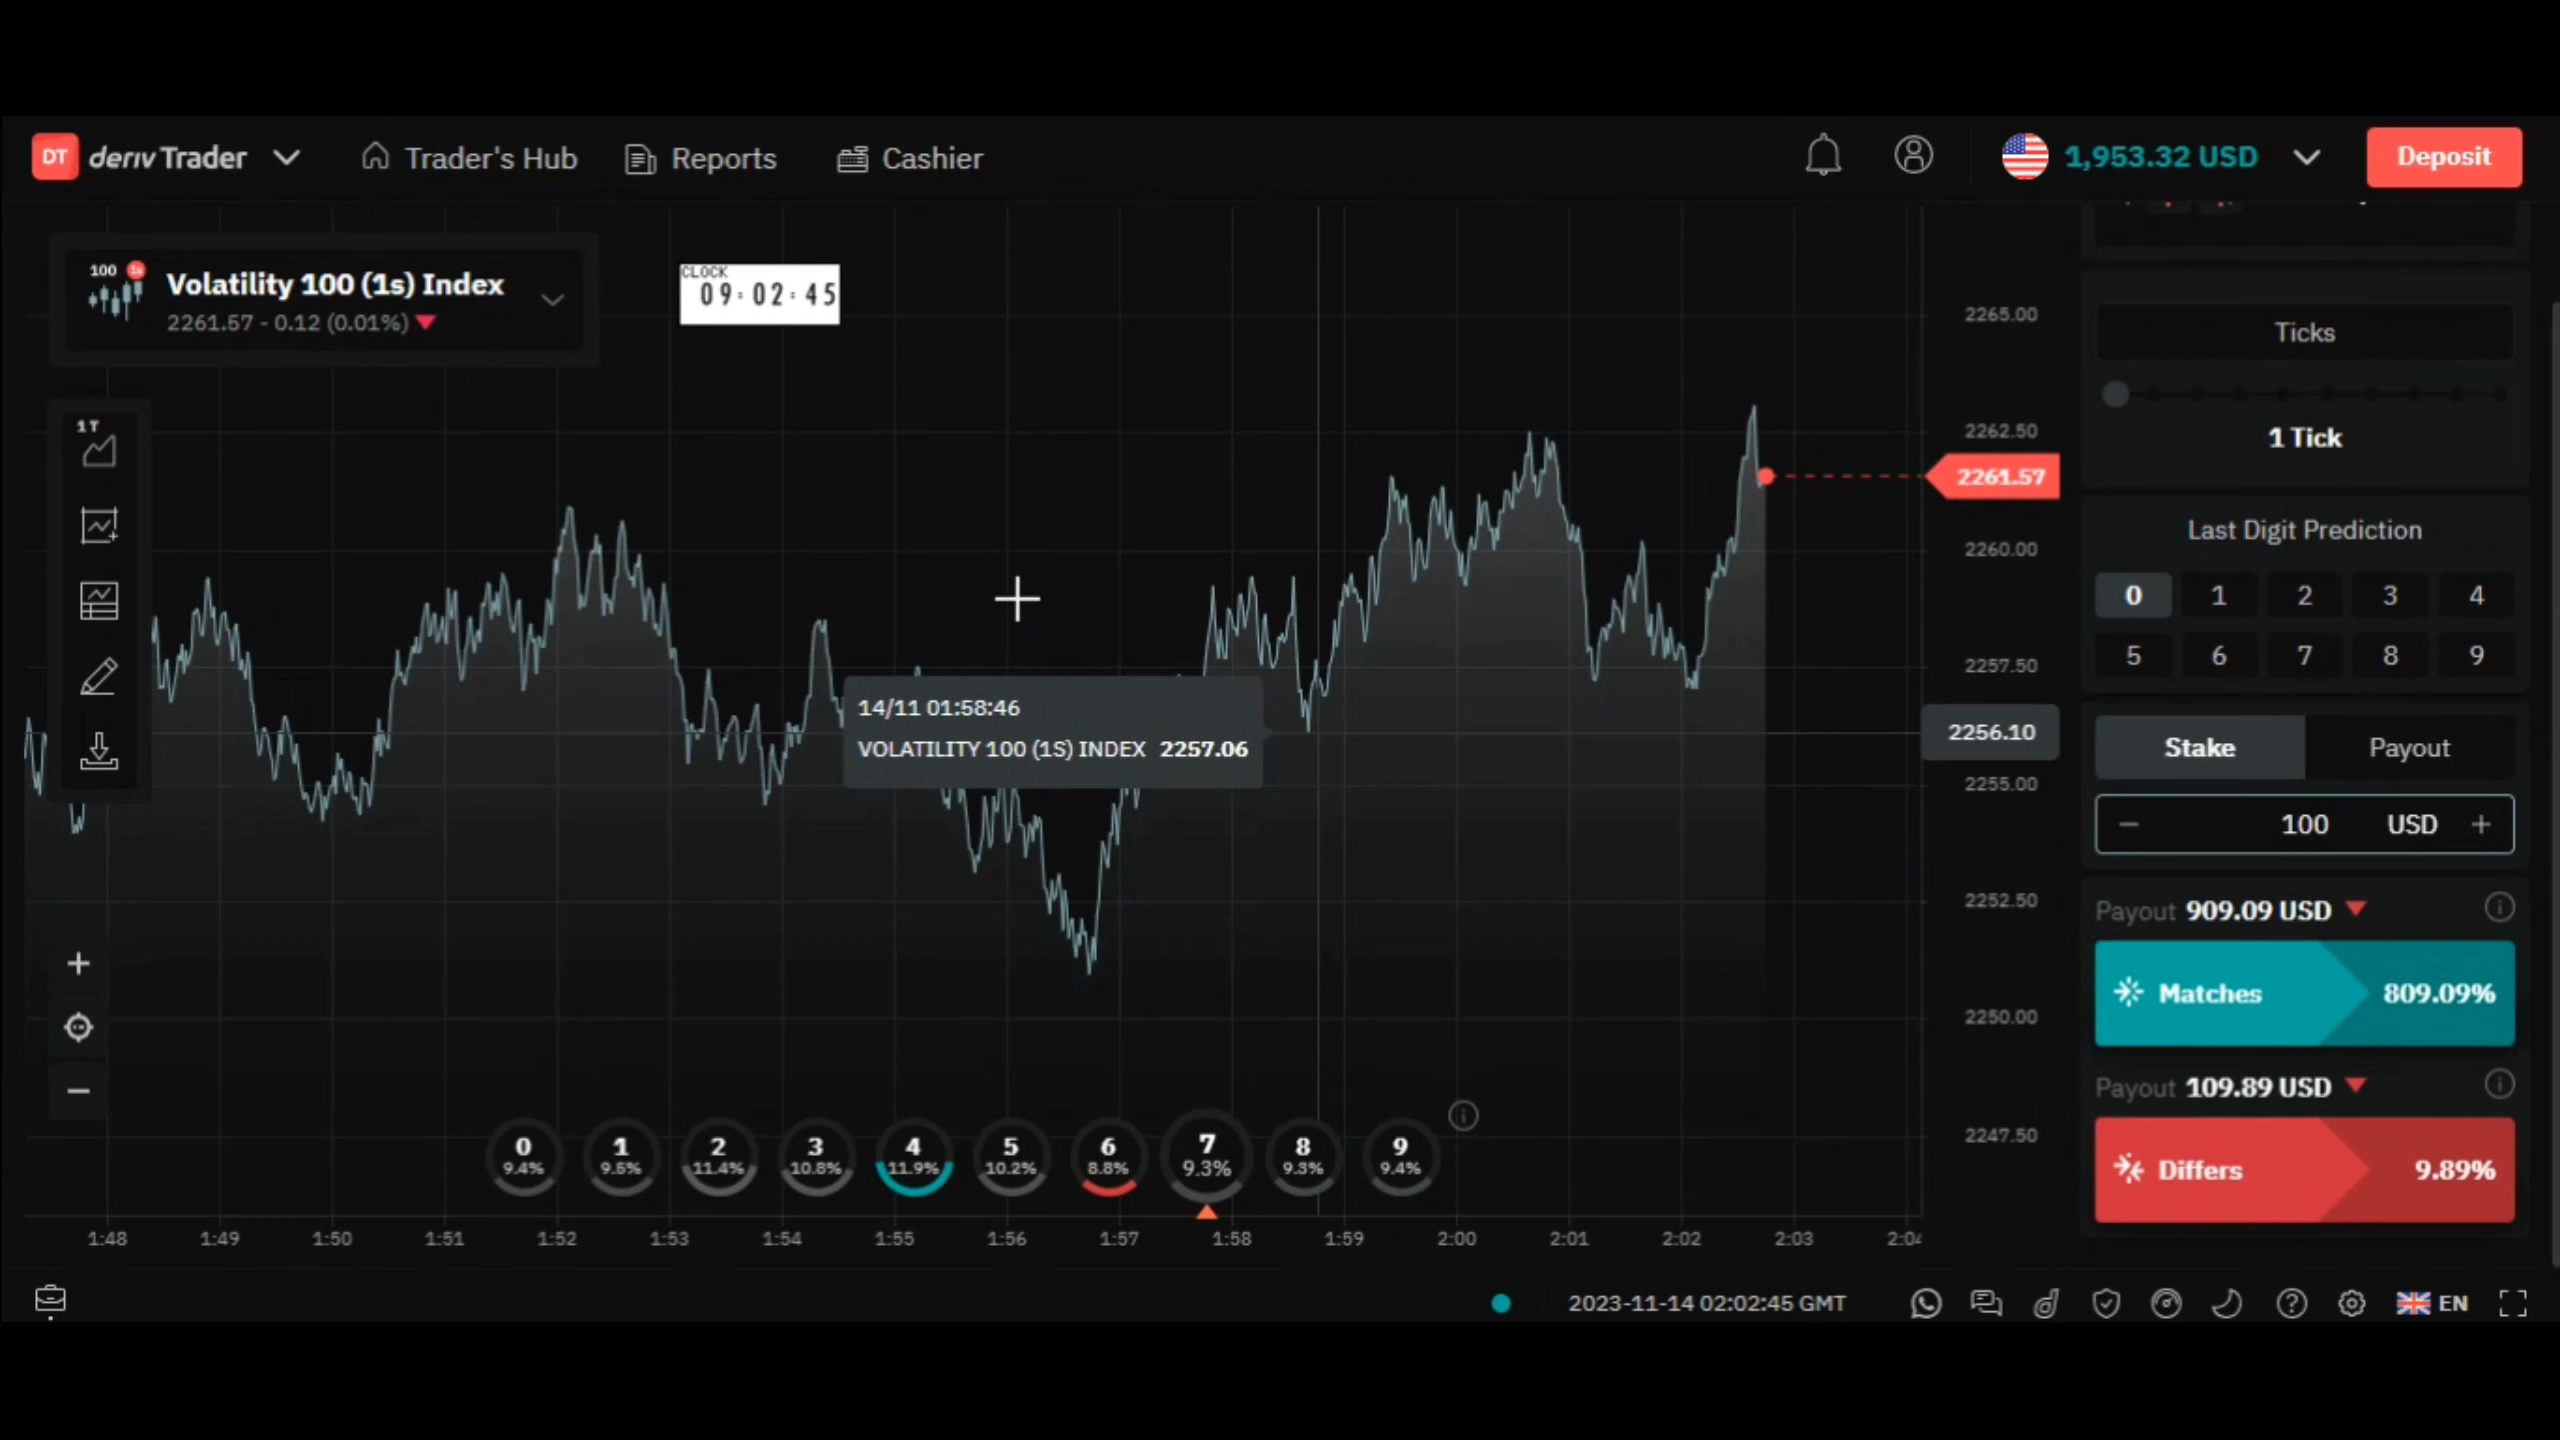 DT deriv Trader
Trader's Hub
Reports
Cashier
1,953.32 USD
Deposit
100 1s
Volatility 100 (1s) Index
2261.57 - 0.12 (0.01%)
CLOCK
09:02:45
1T
2265.00
2262.50
2261.57
2260.00
2257.50
2256.10
2255.00
2252.50
2250.00
2247.50
14/11 01:58:46
VOLATILITY 100 (1S) INDEX 2257.06
0 1 2 3 4 5 6 7 8 9
9.4% 9.5% 11.4% 10.8% 11.9% 10.2% 8.8% 9.3% 9.3% 9.4%
1:48 1:49 1:50 1:51 1:52 1:53 1:54 1:55 1:56 1:57 1:58 1:59 2:00 2:01 2:02 2:03
Ticks
1 Tick
Last Digit Prediction
0 1 2 3 4
5 6 7 8 9
Stake Payout
− 100 USD +
Payout 909.09 USD
Matches 809.09%
Payout 109.89 USD
Differs 9.89%
2023-11-14 02:02:45 GMT
EN